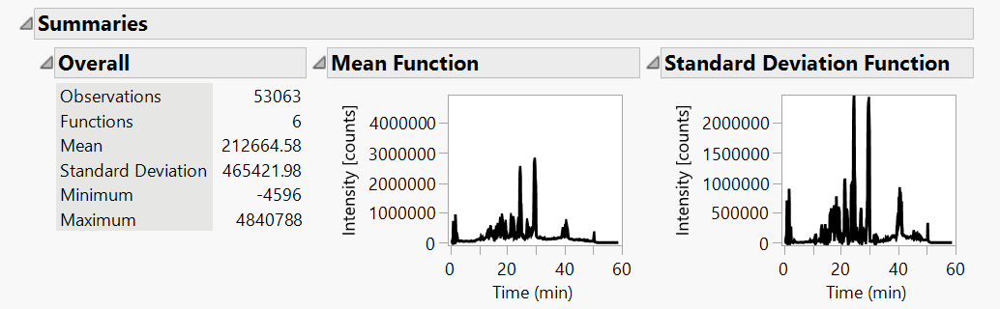 Summaries
Overall
Observations 53063
Functions 6
Mean 212664.58
Standard Deviation 465421.98
Minimum -4596
Maximum 4840788
Mean Function
Intensity [counts]
4000000
3000000
2000000
1000000
0
0 20 40 60
Time (min)
Standard Deviation Function
Intensity [counts]
2000000
1500000
1000000
500000
0
0 20 40 60
Time (min)